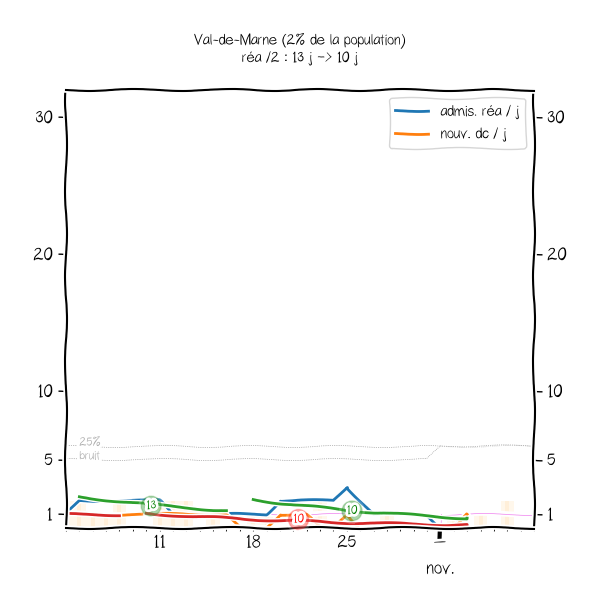 Val-de-Marne (2% de la population)
réa /2 : 13 j -> 10 j
admis. réa / j
nouv. dc / j
30 30
20 20
10 10
25%
bruit
5 5
1 1
13
10
10
11 18 25 1
nov.